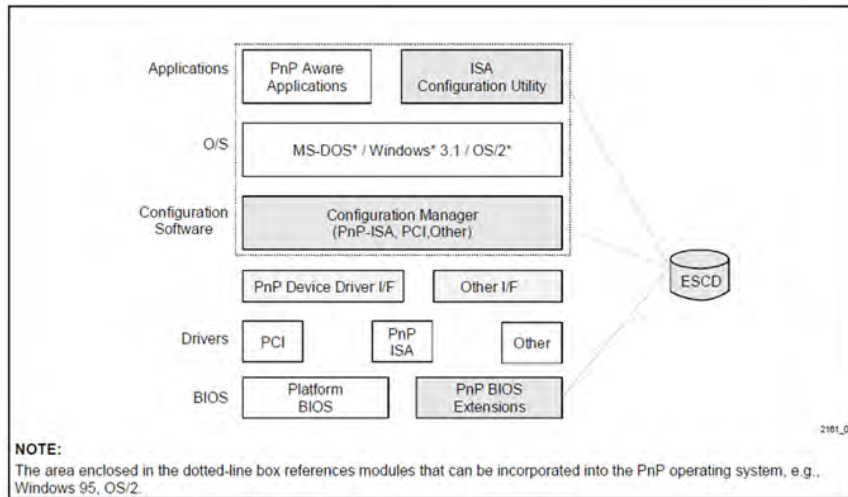 Applications
PnP Aware
Applications
ISA
Configuration Utility
O/S
MS-DOS* / Windows* 3.1 / OS/2*
Configuration
Software
Configuration Manager
(PnP-ISA, PCI,Other)
ESCD
PnP Device Driver I/F
Other I/F
Drivers
PCI
PnP
ISA
Other
BIOS
Platform
BIOS
PnP BIOS
Extensions
NOTE:
The area enclosed in the dotted-line box references modules that can be incorporated into the PnP operating system, e.g.,
Windows 95, OS/2.